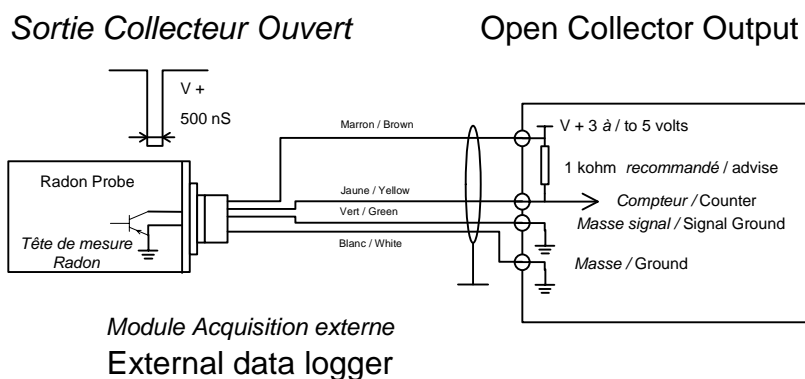 Sortie Collecteur Ouvert
Open Collector Output
V +
500 nS
Marron / Brown
V + 3 à / to 5 volts
1 kohm recommandé / advise
Radon Probe
Jaune / Yellow
Compteur / Counter
Vert / Green
Masse signal / Signal Ground
Tête de mesure
Radon
Blanc / White
Masse / Ground
Module Acquisition externe
External data logger